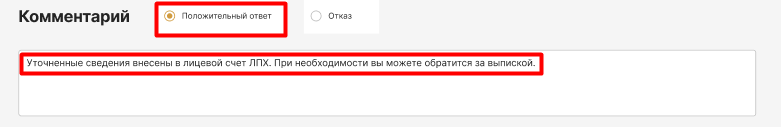 Комментарий Положительный ответ Отказ
Уточненные сведения внесены в лицевой счет ЛПХ. При необходимости вы можете обратится за выпиской.